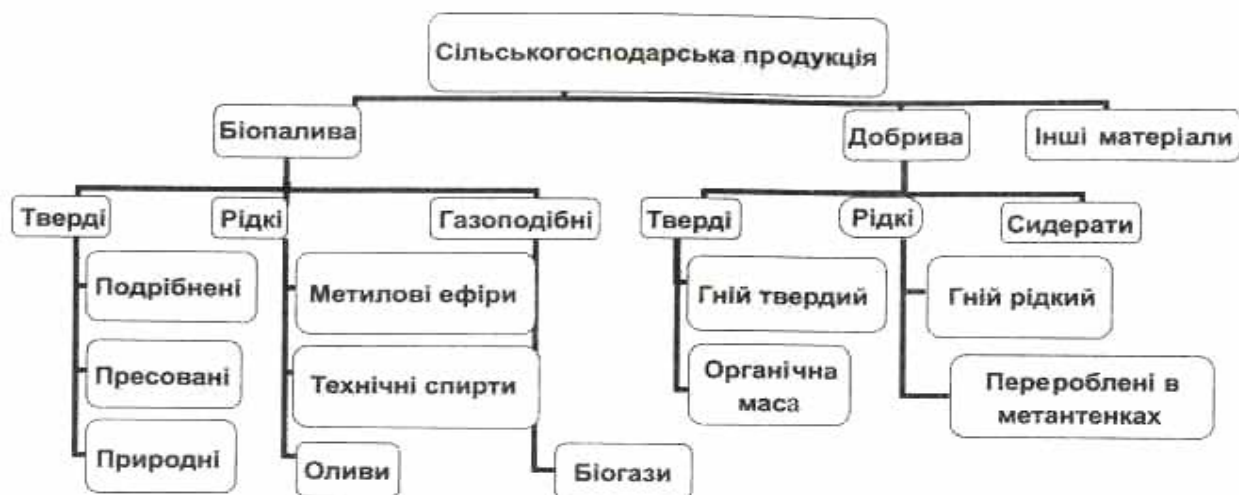 Сільськогосподарська продукція
Біопалива
Добрива
Інші матеріали
Тверді
Рідкі
Газоподібні
Тверді
Рідкі
Сидерати
Подрібнені
Метилові ефіри
Гній твердий
Гній рідкий
Пресовані
Технічні спирти
Органічна
маса
Перероблені в
метантенках
Природні
Оливи
Біогази